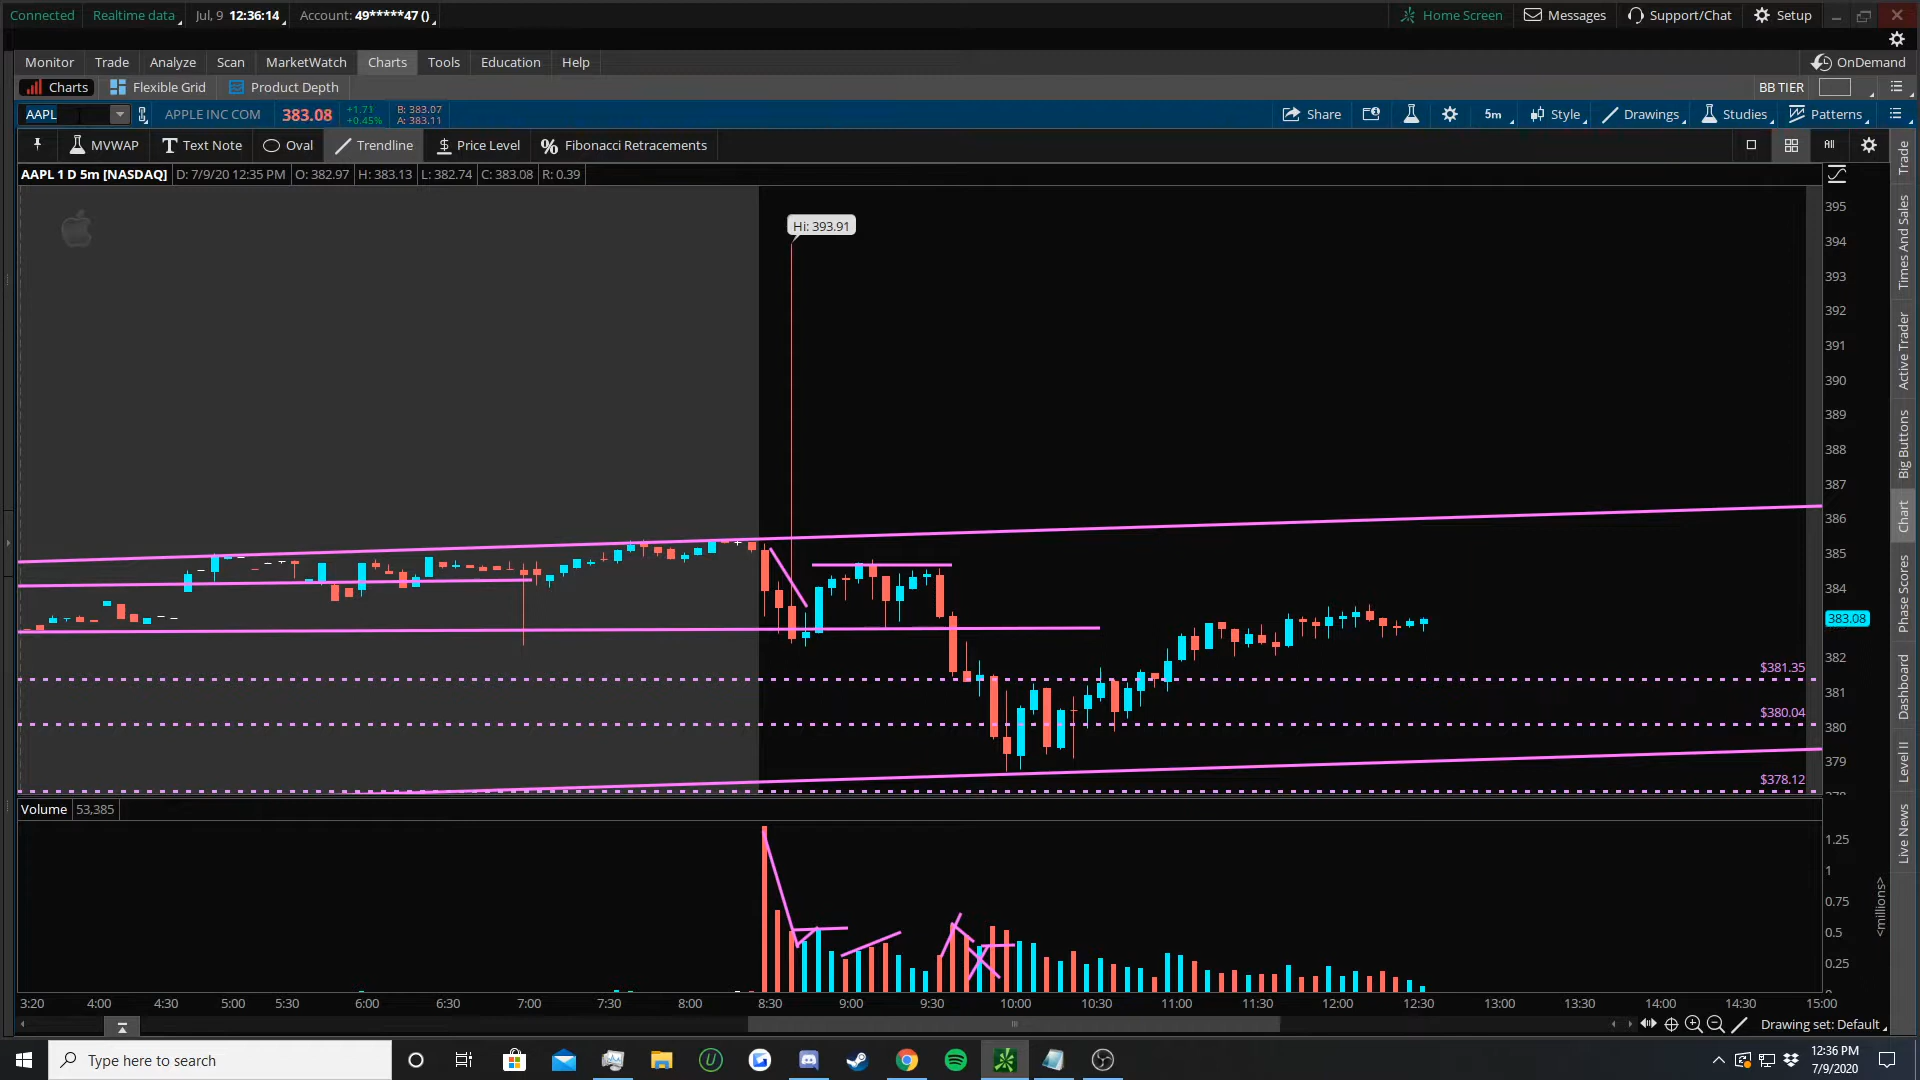 Connected Realtime data Jul, 9 12:36:14 Account: 49*****47 () Home Screen Messages Support/Chat Setup
Monitor Trade Analyze Scan MarketWatch Charts Tools Education Help OnDemand
Charts Flexible Grid Product Depth BB TIER
AAPL APPLE INC COM 383.08 +1.71 +0.45% B: 383.07 A: 383.11 Share 5m Style Drawings Studies Patterns
MVWAP Text Note Oval Trendline $ Price Level % Fibonacci Retracements All
AAPL 1 D 5m [NASDAQ] D: 7/9/20 12:35 PM O: 382.97 H: 383.13 L: 382.74 C: 383.08 R: 0.39
Hi: 393.91
395
394
393
392
391
390
389
388
387
386
385
384
383.08
382
$381.35
381
$380.04
380
379
$378.12
378
Volume 53,385
1.25
1
0.75
0.5
0.25
0
<millions>
3:20 4:00 4:30 5:00 5:30 6:00 6:30 7:00 7:30 8:00 8:30 9:00 9:30 10:00 10:30 11:00 11:30 12:00 12:30 13:00 13:30 14:00 14:30 15:00
Drawing set: Default
Trade
Times And Sales
Active Trader
Big Buttons
Chart
Phase Scores
Dashboard
Level II
Live News
Type here to search
12:36 PM
7/9/2020